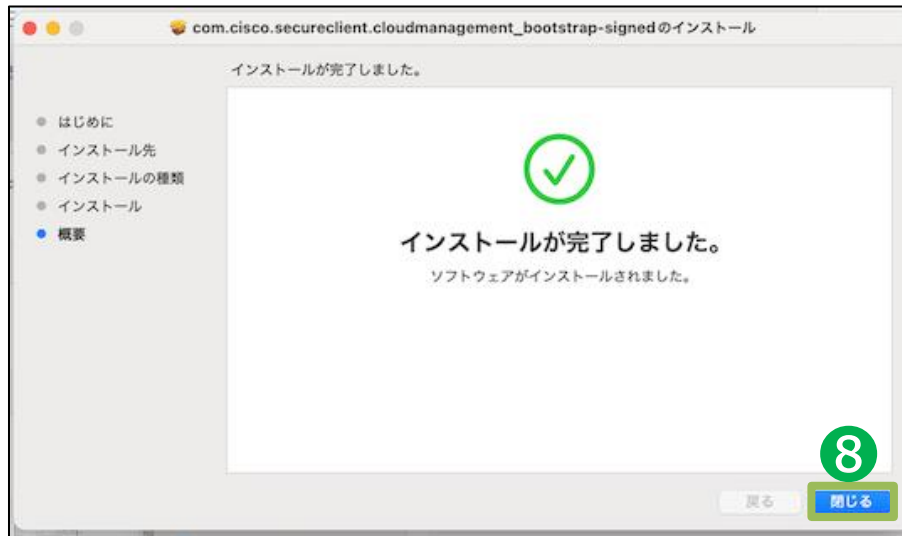 com.cisco.secureclient.cloudmanagement_bootstrap-signedのインストール
インストールが完了しました。
はじめに
インストール先
インストールの種類
インストール
概要
インストールが完了しました。
ソフトウェアがインストールされました。
8
戻る
閉じる